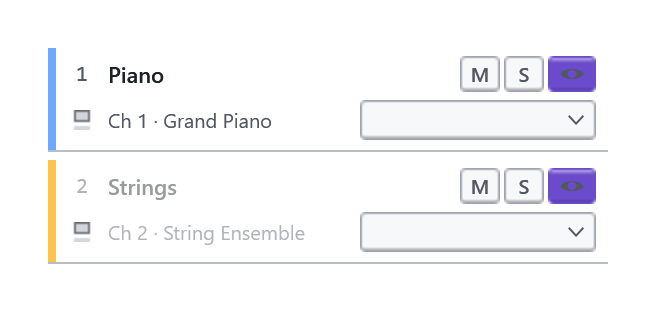 1 Piano M S
Ch 1 · Grand Piano
2 Strings M S
Ch 2 · String Ensemble